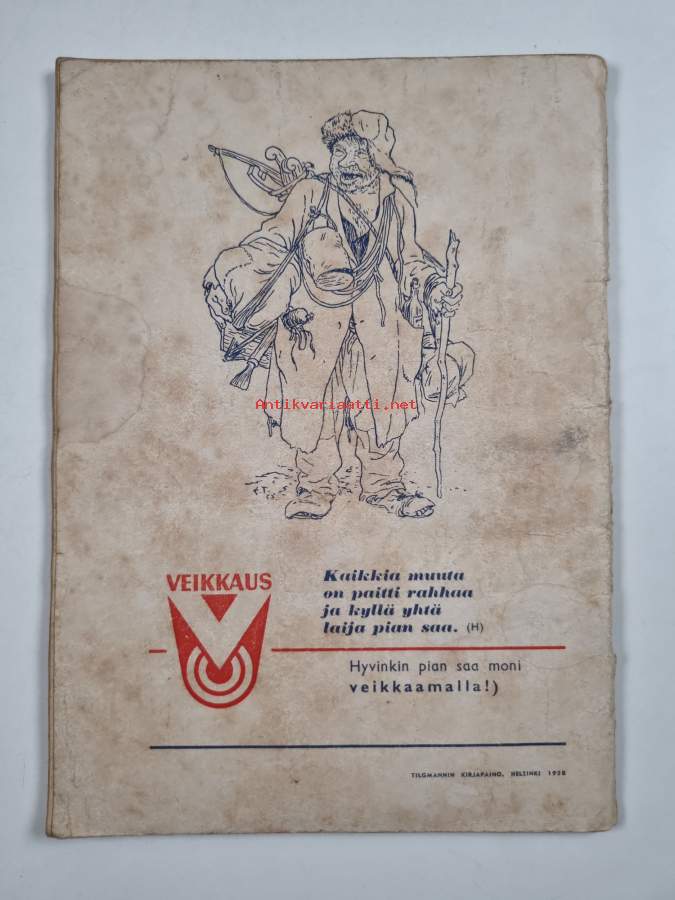 Antikvariaatti.net
VEIKKAUS
Kaikkia muuta
on paitti rahhaa
ja kyllä yhtä
laija pian saa. (H)
Hyvinkin pian saa moni
veikkaamalla!)
TILGMANNIN KIRJAPAINO, HELSINKI 1958